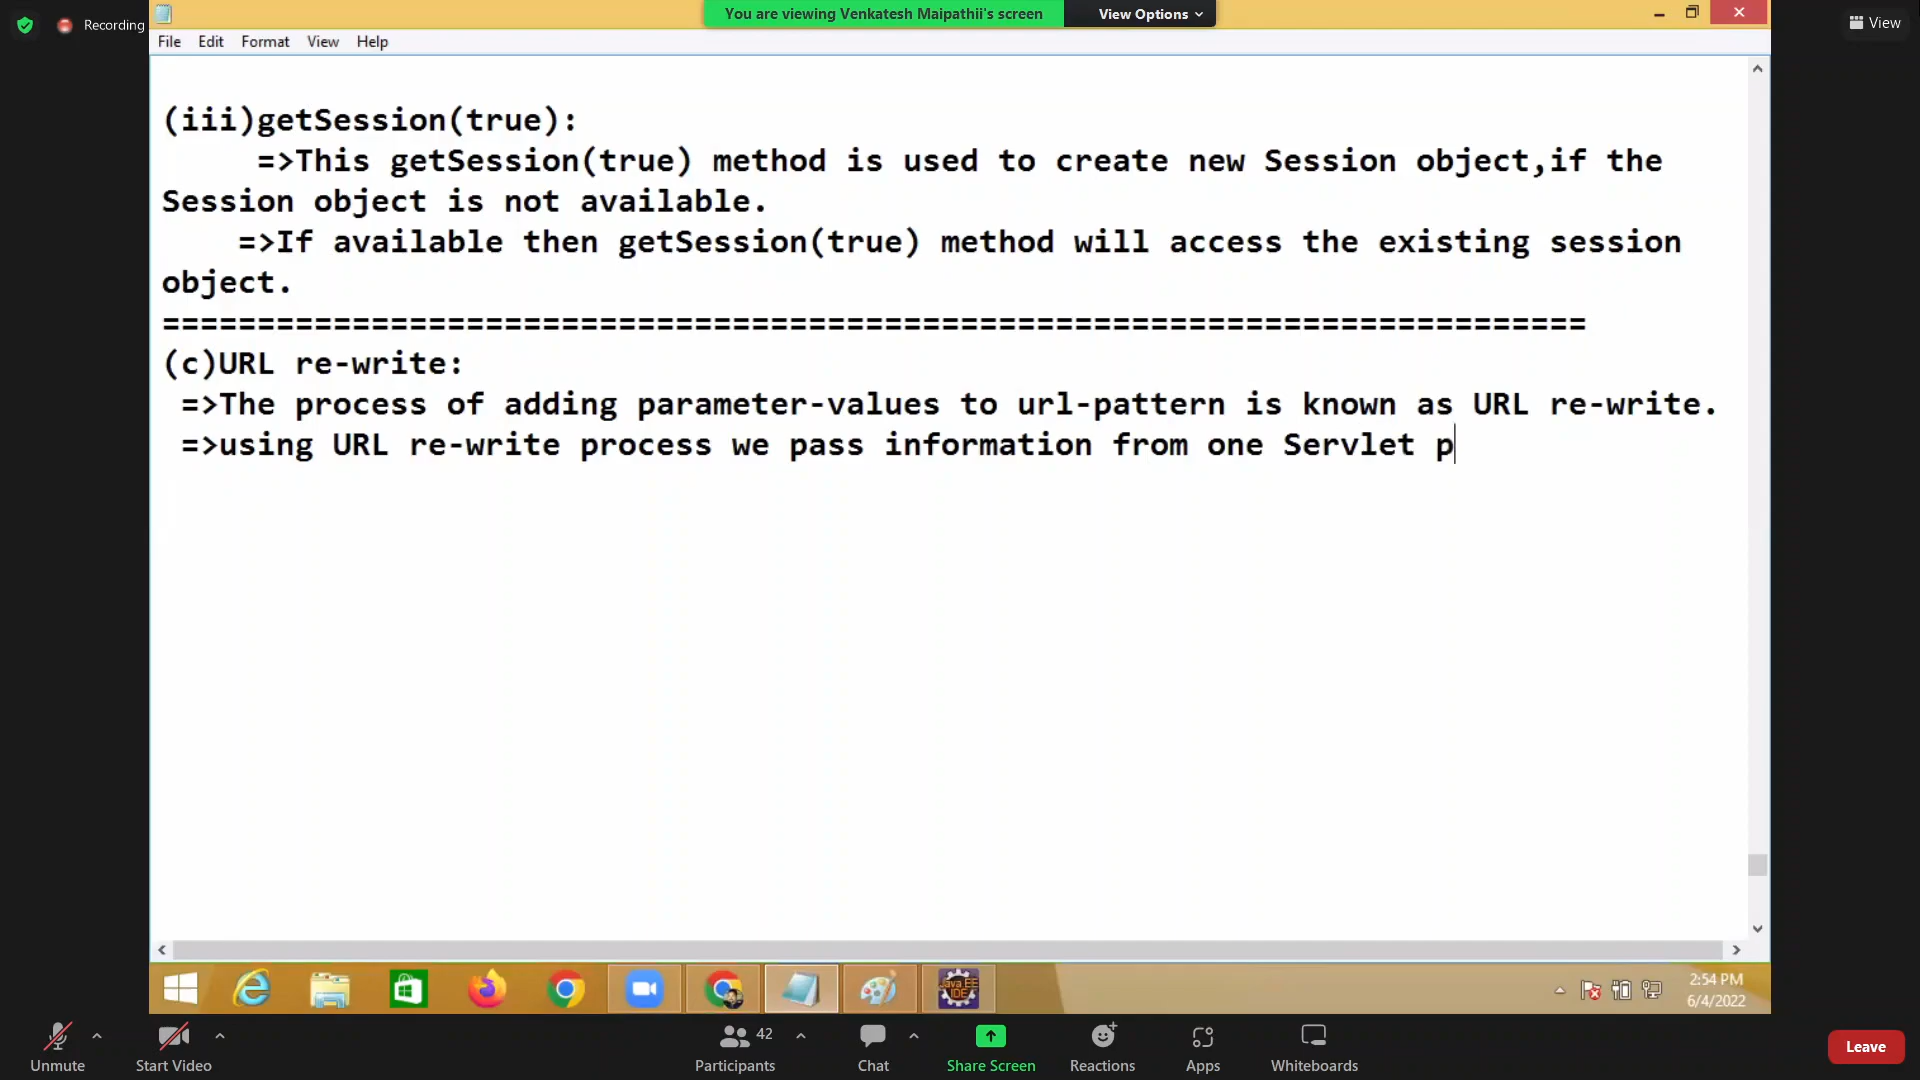 Recording
You are viewing Venkatesh Maipathii's screen
View Options
View
File Edit Format View Help
(iii)getSession(true):
=>This getSession(true) method is used to create new Session object,if the
Session object is not available.
=>If available then getSession(true) method will access the existing session
object.
===========================================================================
(c)URL re-write:
=>The process of adding parameter-values to url-pattern is known as URL re-write.
=>using URL re-write process we pass information from one Servlet p
Java EE
IDE
2:54 PM
6/4/2022
Unmute
Start Video
42
Participants
Chat
Share Screen
Reactions
Apps
Whiteboards
Leave